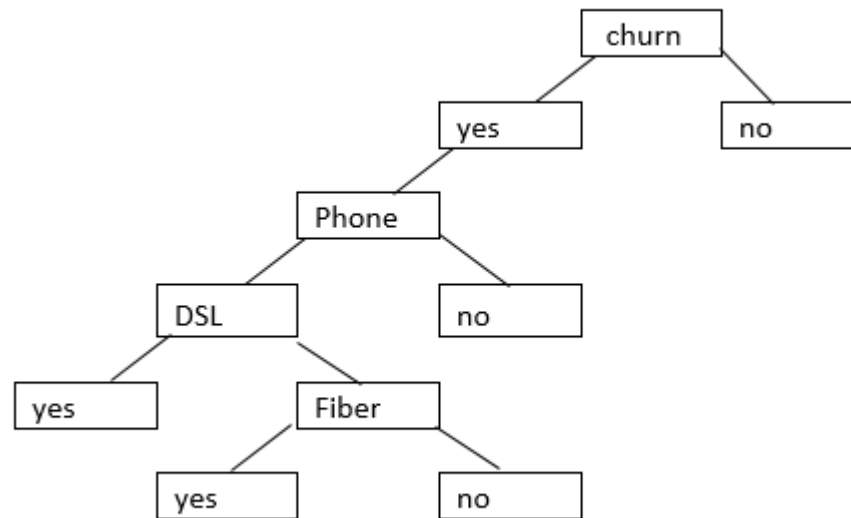 churn
yes
no
Phone
DSL
no
yes
Fiber
yes
no